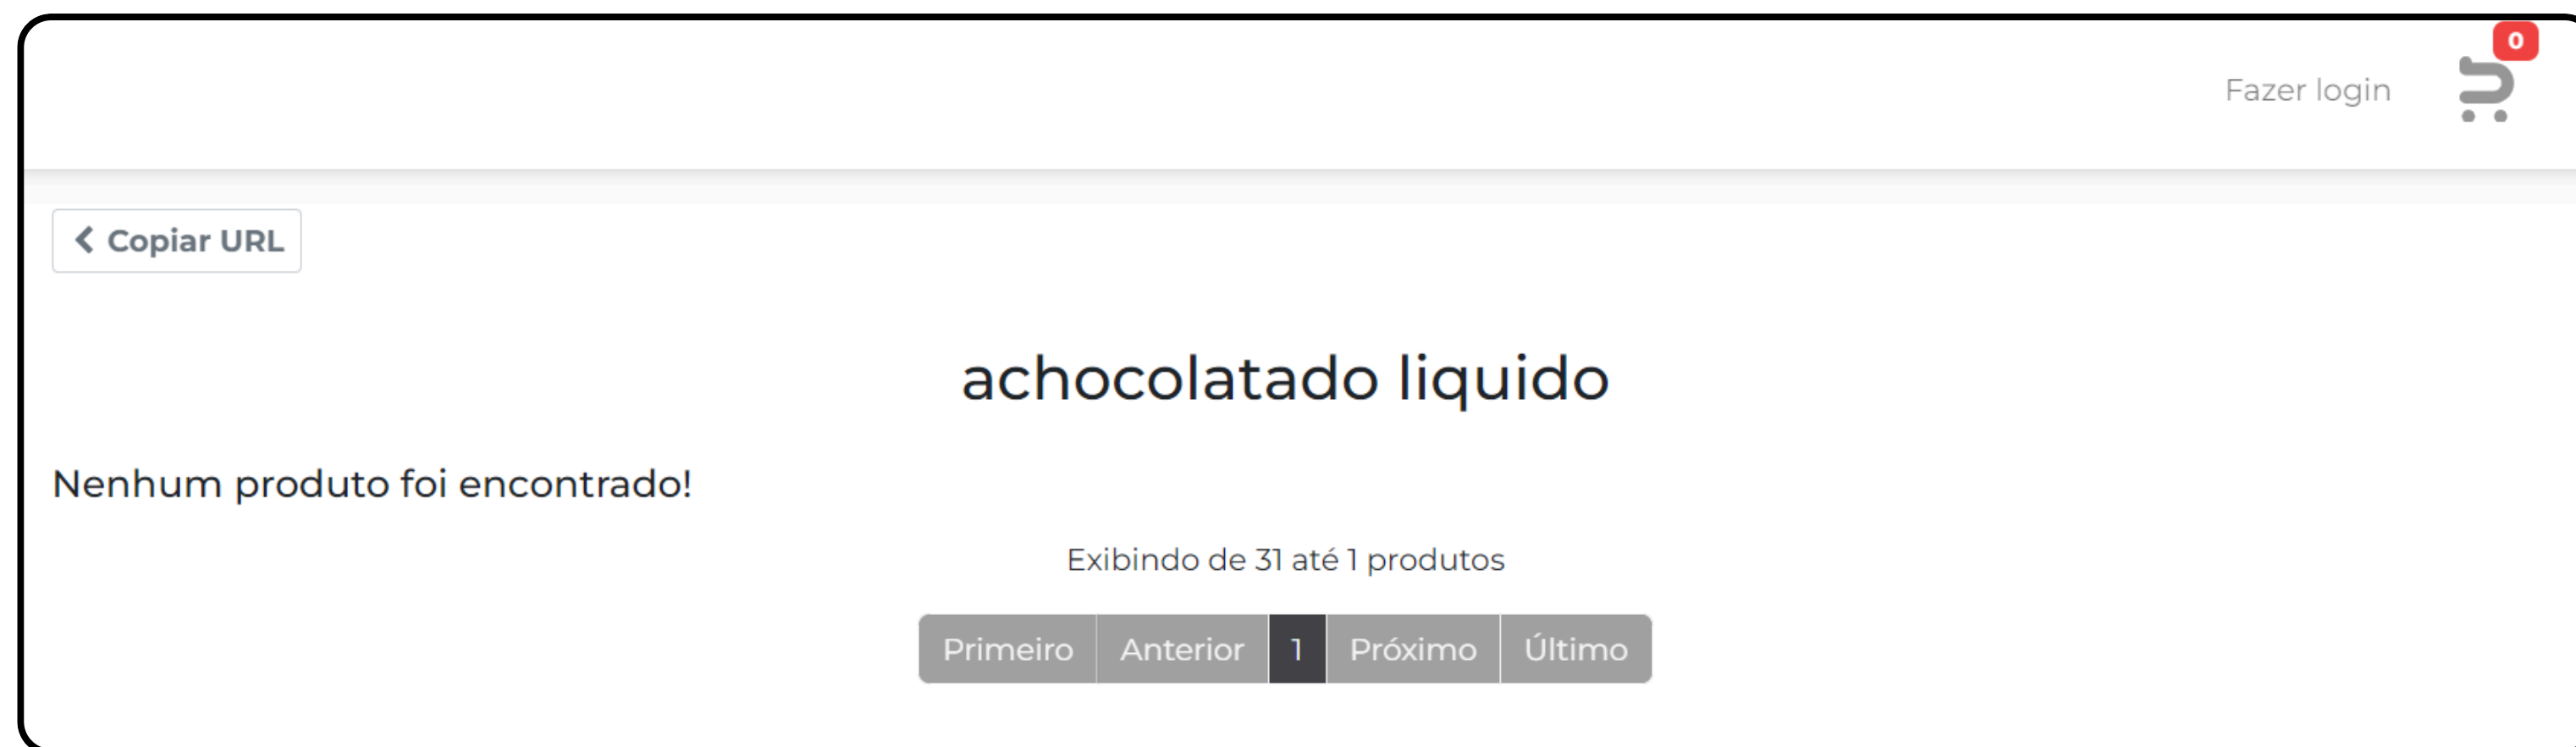 0
Fazer login
Copiar URL
achocolatado liquido
Nenhum produto foi encontrado!
Exibindo de 31 até 1 produtos
Primeiro Anterior 1 Próximo Último